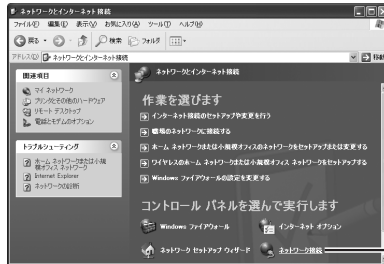 ネットワークとインターネット接続
ファイル(F) 編集(E) 表示(V) お気に入り(A) ツール(T) ヘルプ(H)
戻る 検索 フォルダ
アドレス(D) ネットワークとインターネット接続 移動
関連項目
マイ ネットワーク
プリンタとその他のハードウェア
リモート デスクトップ
電話とモデムのオプション
トラブルシューティング
ホーム ネットワークまたは小規模オフィス ネットワーク
Internet Explorer
ネットワークの診断
ネットワークとインターネット接続
作業を選びます
インターネット接続のセットアップや変更を行う
職場のネットワークに接続する
ホーム ネットワークまたは小規模オフィスのネットワークをセットアップまたは変更する
ワイヤレスのホーム ネットワークまたは小規模オフィス ネットワークをセットアップする
Windows ファイアウォールの設定を変更する
コントロール パネルを選んで実行します
Windows ファイアウォール インターネット オプション
ネットワーク セットアップ ウィザード ネットワーク接続